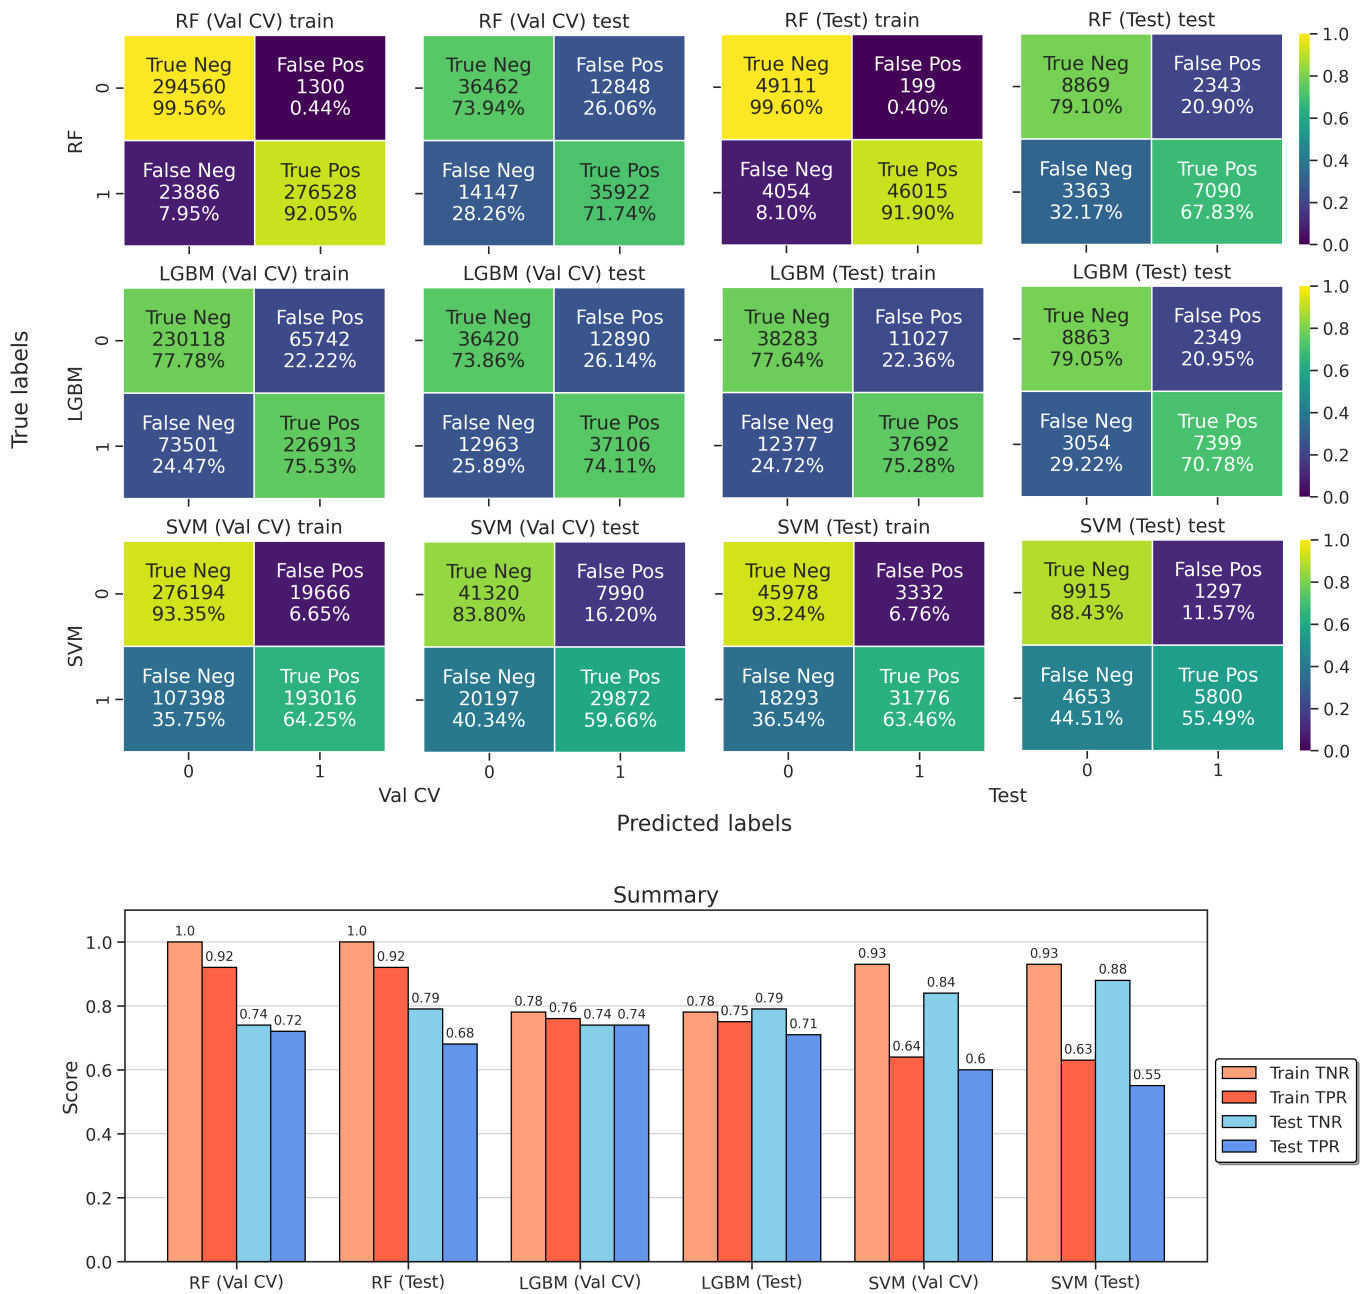 RF (Val CV) train
RF (Val CV) test
RF (Test) train
RF (Test) test
True Neg
294560
99.56%
False Pos
1300
0.44%
True Neg
36462
73.94%
False Pos
12848
26.06%
True Neg
49111
99.60%
False Pos
199
0.40%
True Neg
8869
79.10%
False Pos
2343
20.90%
False Neg
23886
7.95%
True Pos
276528
92.05%
False Neg
14147
28.26%
True Pos
35922
71.74%
False Neg
4054
8.10%
True Pos
46015
91.90%
False Neg
3363
32.17%
True Pos
7090
67.83%
0
1
RF
1.0
0.8
0.6
0.4
0.2
0.0
LGBM (Val CV) train
LGBM (Val CV) test
LGBM (Test) train
LGBM (Test) test
True Neg
230118
77.78%
False Pos
65742
22.22%
True Neg
36420
73.86%
False Pos
12890
26.14%
True Neg
38283
77.64%
False Pos
11027
22.36%
True Neg
8863
79.05%
False Pos
2349
20.95%
False Neg
73501
24.47%
True Pos
226913
75.53%
False Neg
12963
25.89%
True Pos
37106
74.11%
False Neg
12377
24.72%
True Pos
37692
75.28%
False Neg
3054
29.22%
True Pos
7399
70.78%
0
1
LGBM
True labels
1.0
0.8
0.6
0.4
0.2
0.0
SVM (Val CV) train
SVM (Val CV) test
SVM (Test) train
SVM (Test) test
True Neg
276194
93.35%
False Pos
19666
6.65%
True Neg
41320
83.80%
False Pos
7990
16.20%
True Neg
45978
93.24%
False Pos
3332
6.76%
True Neg
9915
88.43%
False Pos
1297
11.57%
False Neg
107398
35.75%
True Pos
193016
64.25%
False Neg
20197
40.34%
True Pos
29872
59.66%
False Neg
18293
36.54%
True Pos
31776
63.46%
False Neg
4653
44.51%
True Pos
5800
55.49%
0
1
SVM
1.0
0.8
0.6
0.4
0.2
0.0
0 1 0 1 0 1 0 1
Val CV
Test
Predicted labels
Summary
1.0
0.92
0.74
0.72
1.0
0.92
0.79
0.68
0.78
0.76
0.74
0.74
0.78
0.75
0.79
0.71
0.93
0.64
0.84
0.6
0.93
0.63
0.88
0.55
1.0
0.8
0.6
0.4
0.2
0.0
Score
RF (Val CV)
RF (Test)
LGBM (Val CV)
LGBM (Test)
SVM (Val CV)
SVM (Test)
Train TNR
Train TPR
Test TNR
Test TPR